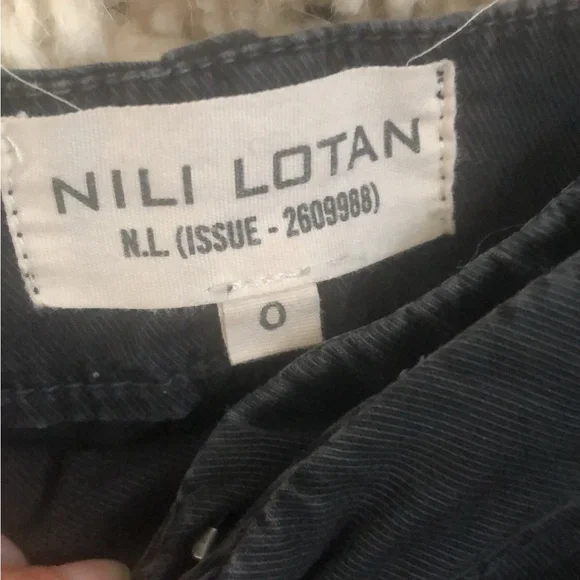 NILI LOTAN
N.L. (ISSUE - 2609988)
0